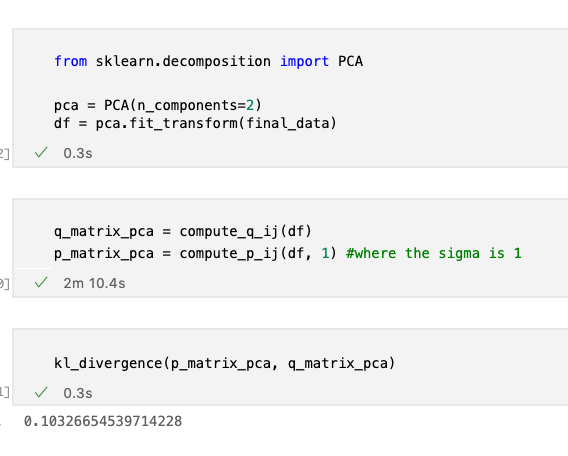 from sklearn.decomposition import PCA
pca = PCA(n_components=2)
df = pca.fit_transform(final_data)
2]
✓ 0.3s
q_matrix_pca = compute_q_ij(df)
p_matrix_pca = compute_p_ij(df, 1) #where the sigma is 1
0]
✓ 2m 10.4s
kl_divergence(p_matrix_pca, q_matrix_pca)
1]
✓ 0.3s
0.10326654539714228